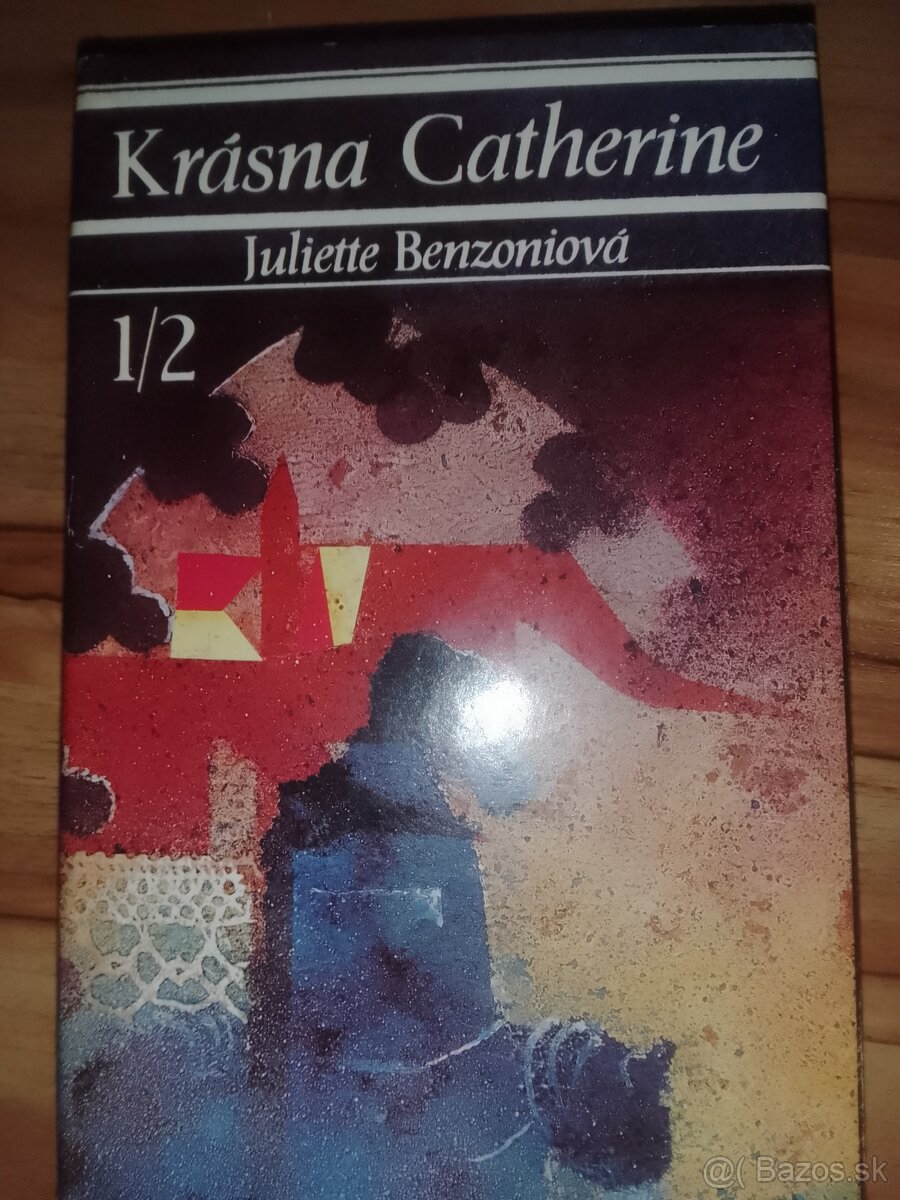 Krásna Catherine
Juliette Benzoniová
1/2
@( Bazos.sk